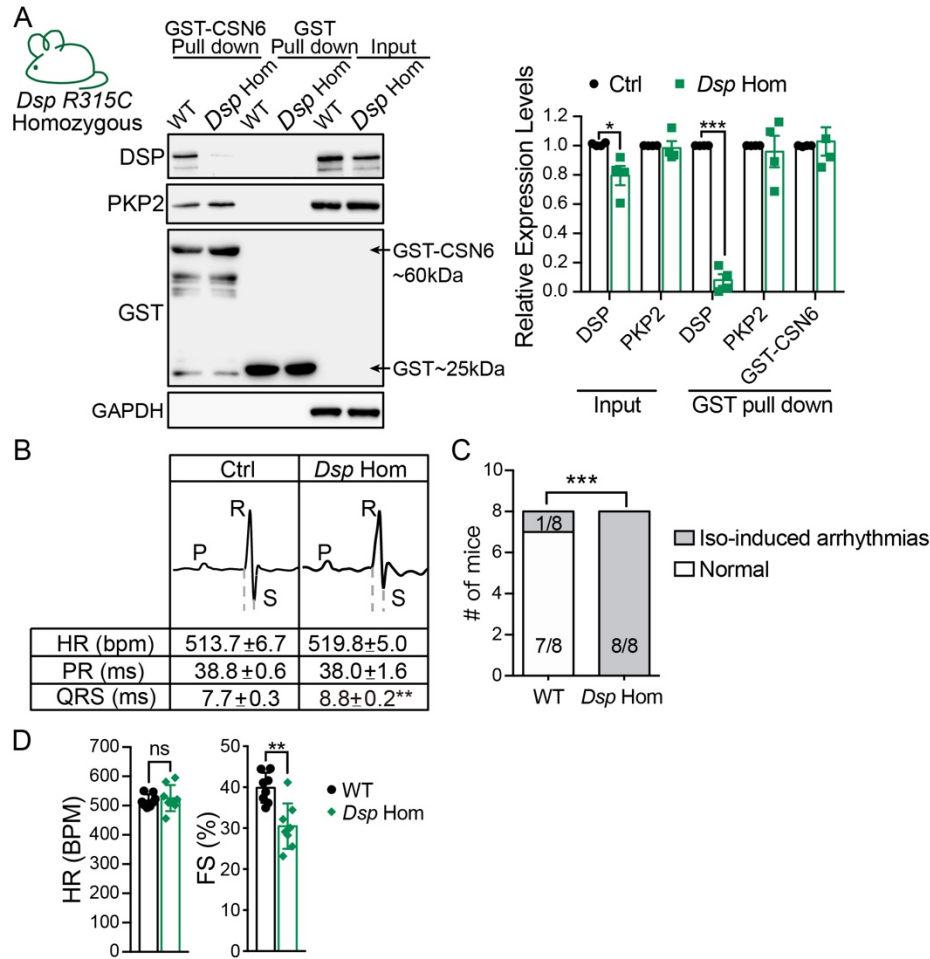 A
Dsp R315C
Homozygous
GST-CSN6 GST
Pull down Pull down Input
WT Dsp Hom WT Dsp Hom WT Dsp Hom
DSP
PKP2
GST
GST-CSN6
~60kDa
GST~25kDa
GAPDH
Ctrl Dsp Hom
Relative Expression Levels
1.2
1.0
0.8
0.6
0.4
0.2
0
* ***
DSP PKP2 DSP PKP2 GST-CSN6
Input GST pull down
B
Ctrl Dsp Hom
R R
P P
S S
HR (bpm) 513.7±6.7 519.8±5.0
PR (ms) 38.8±0.6 38.0±1.6
QRS (ms) 7.7±0.3 8.8±0.2**
C
# of mice
10
8
6
4
2
0
***
1/8
7/8 8/8
WT Dsp Hom
Iso-induced arrhythmias
Normal
D
HR (BPM)
700
600
500
400
300
200
100
0
ns
FS (%)
50
40
30
20
10
0
**
WT
Dsp Hom